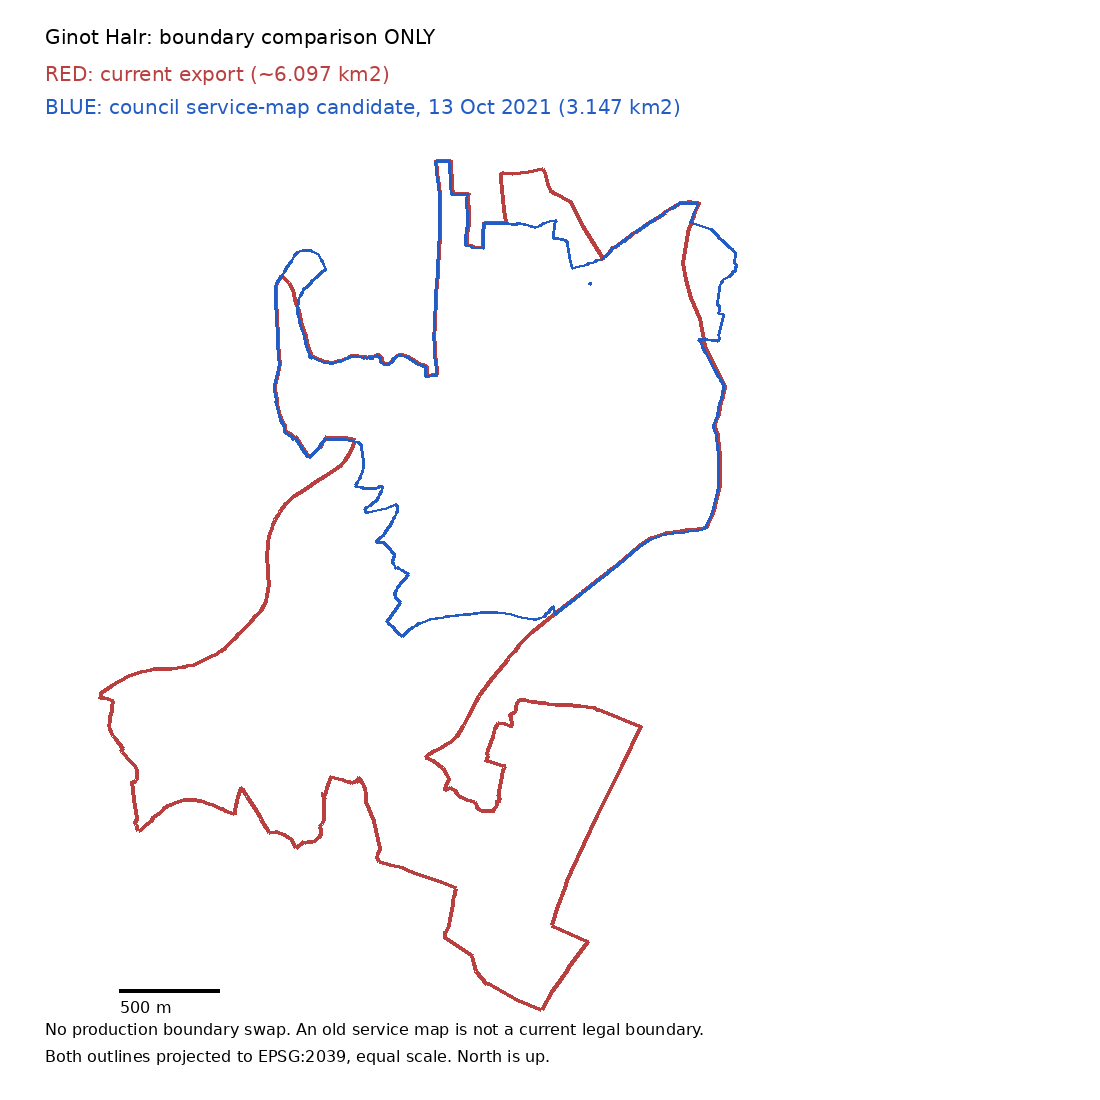 Ginot HaIr: boundary comparison ONLY
RED: current export (~6.097 km2)
BLUE: council service-map candidate, 13 Oct 2021 (3.147 km2)
500 m
No production boundary swap. An old service map is not a current legal boundary.
Both outlines projected to EPSG:2039, equal scale. North is up.